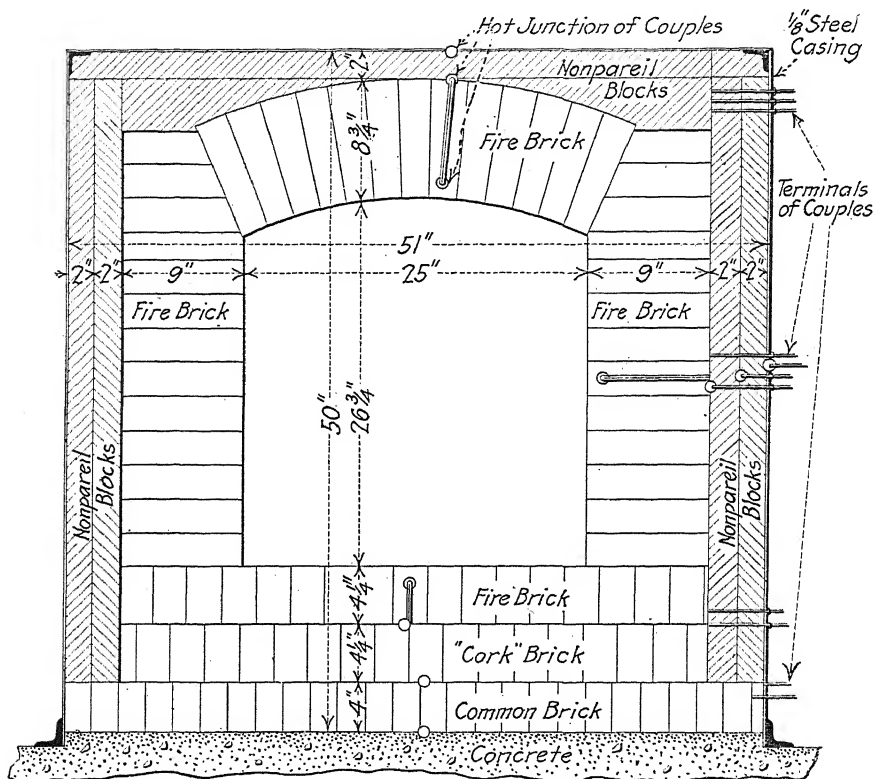 Hot Junction of Couples
1/8" Steel
Casing
2"
Nonpareil
Blocks
8 3/4"
Fire Brick
Terminals
of Couples
51"
2" 2" 9" 25" 9" 2" 2"
Fire Brick
Fire Brick
50"
26 3/4"
Nonpareil
Blocks
Nonpareil
Blocks
4 1/4"
Fire Brick
4 1/4"
"Cork" Brick
4"
Common Brick
Concrete